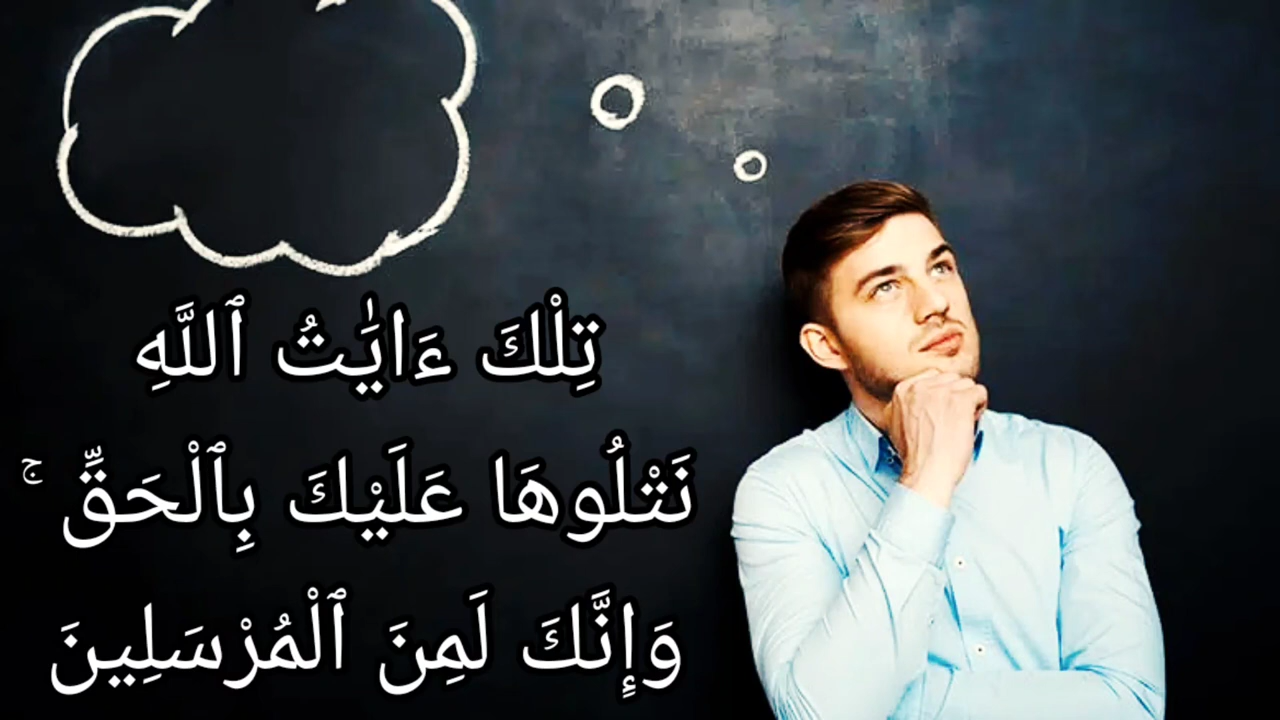 تِلْكَ ءَايَٰتُ ٱللَّهِ
نَتْلُوهَا عَلَيْكَ بِٱلْحَقِّ ۚ
وَإِنَّكَ لَمِنَ ٱلْمُرْسَلِينَ